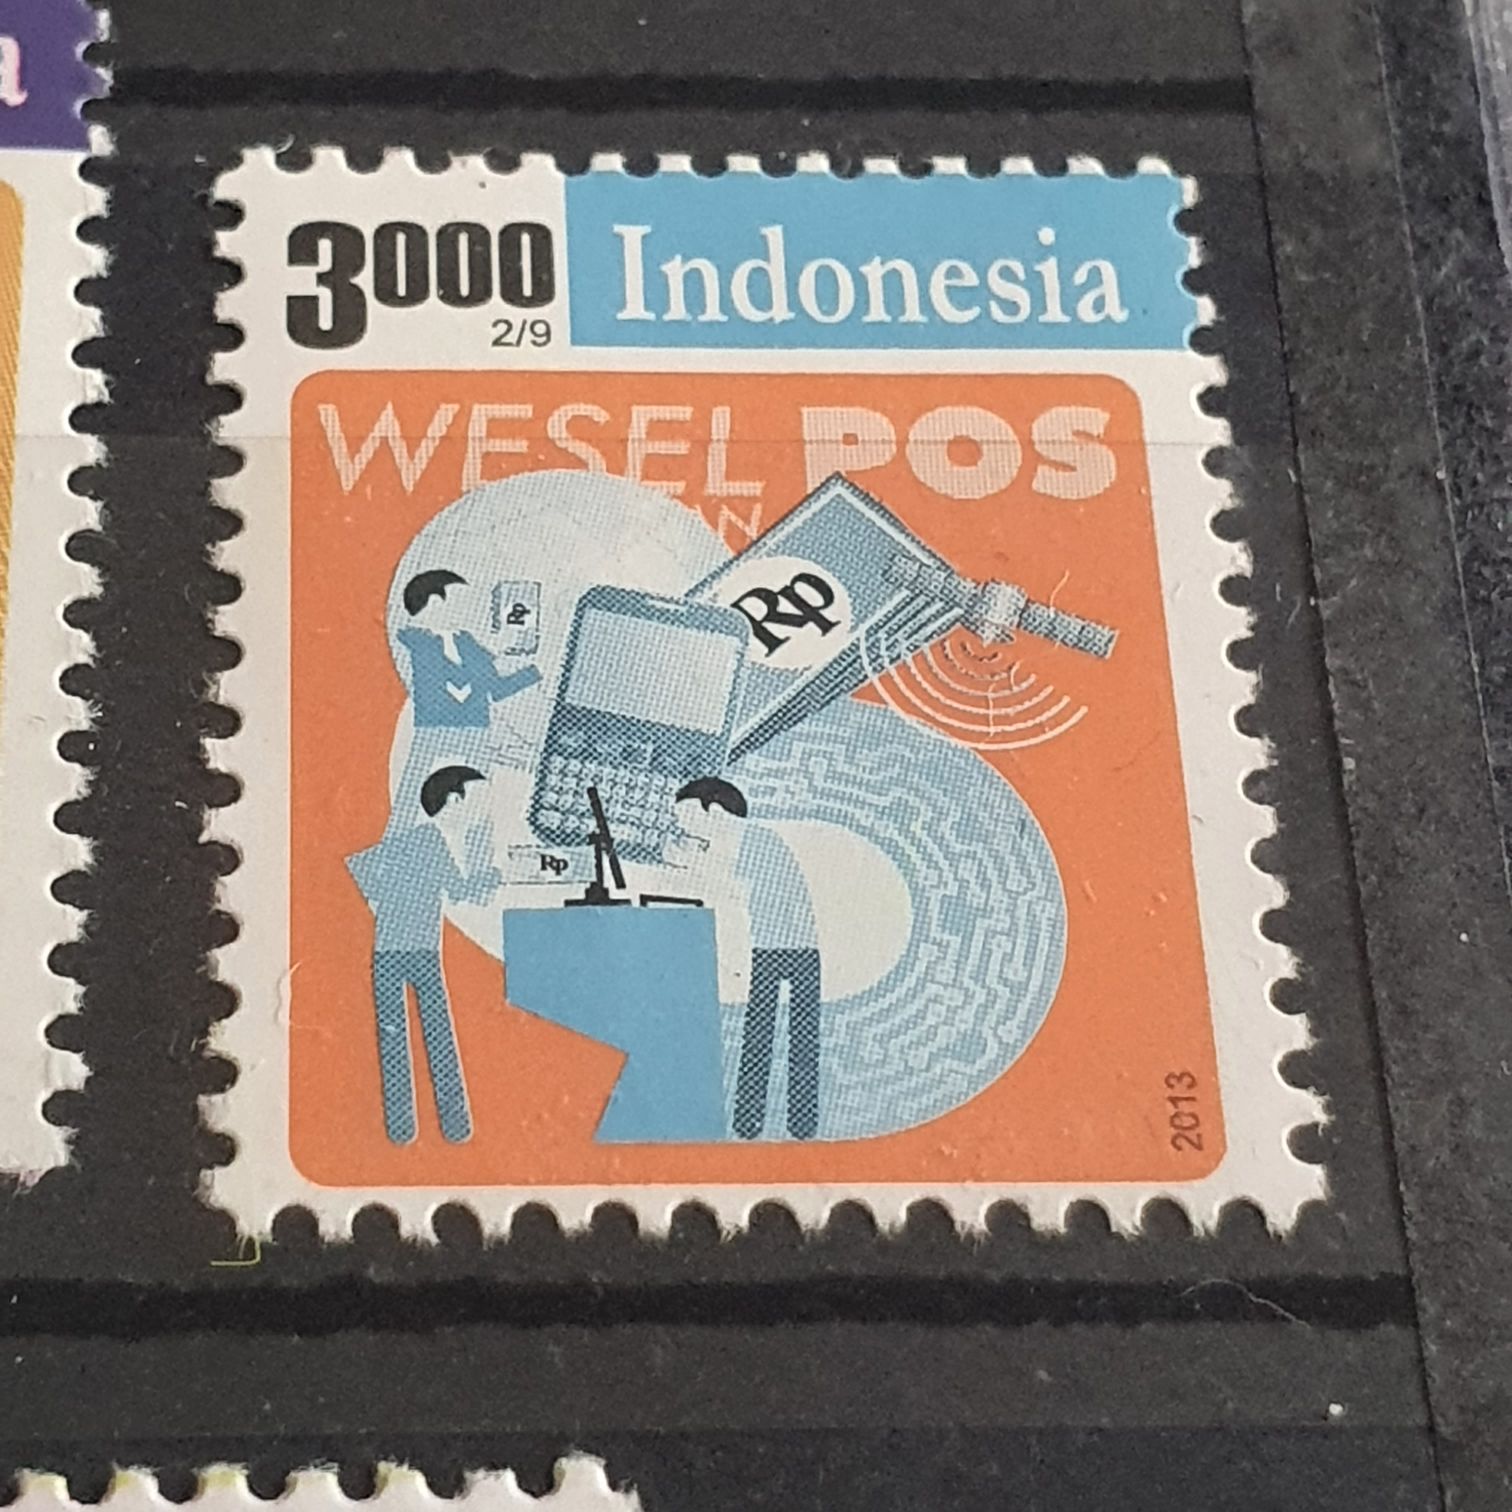 a
3000
2/9
Indonesia
WESEL POS
Rp
Rp
Rp
2013